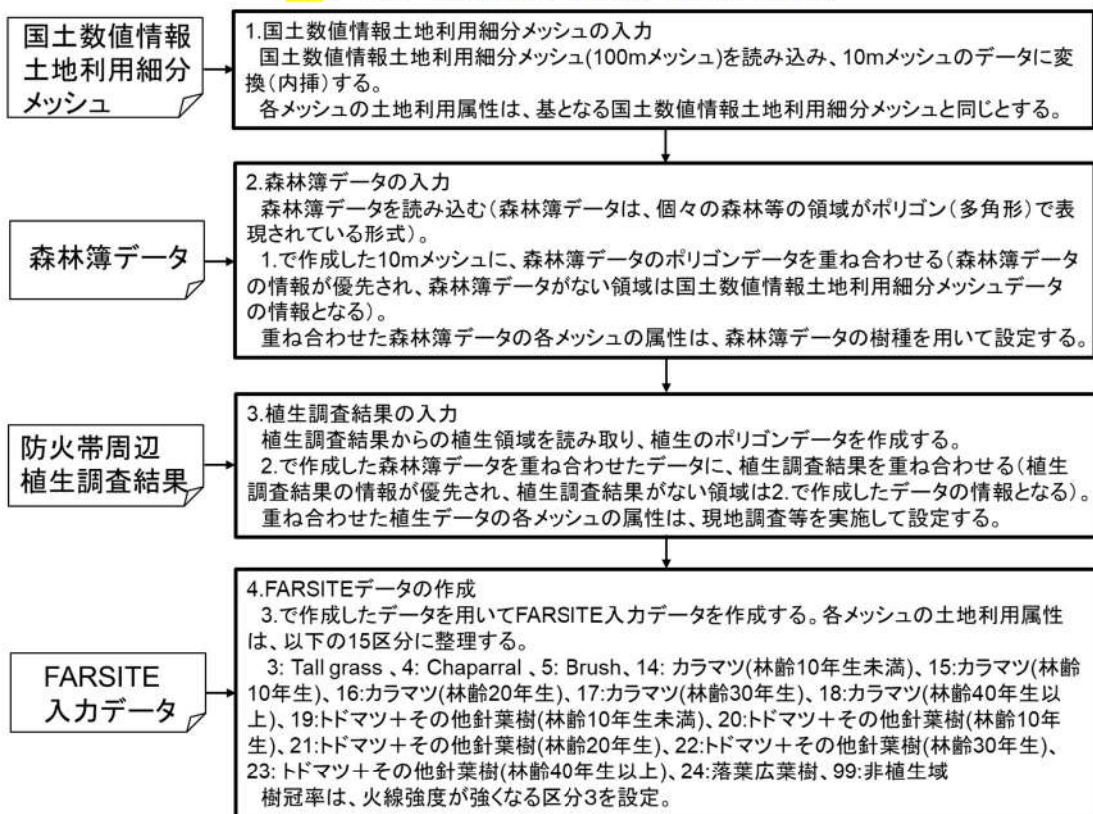 国土数値情報
土地利用細分
メッシュ
1.国土数値情報土地利用細分メッシュの入力
国土数値情報土地利用細分メッシュ(100mメッシュ)を読み込み、10mメッシュのデータに変
換(内挿)する。
各メッシュの土地利用属性は、基となる国土数値情報土地利用細分メッシュと同じとする。
森林簿データ
2.森林簿データの入力
森林簿データを読み込む(森林簿データは、個々の森林等の領域がポリゴン(多角形)で表
現されている形式)。
1.で作成した10mメッシュに、森林簿データのポリゴンデータを重ね合わせる(森林簿データ
の情報が優先され、森林簿データがない領域は国土数値情報土地利用細分メッシュデータ
の情報となる)。
重ね合わせた森林簿データの各メッシュの属性は、森林簿データの樹種を用いて設定する。
防火帯周辺
植生調査結果
3.植生調査結果の入力
植生調査結果からの植生領域を読み取り、植生のポリゴンデータを作成する。
2.で作成した森林簿データを重ね合わせたデータに、植生調査結果を重ね合わせる(植生
調査結果の情報が優先され、植生調査結果がない領域は2.で作成したデータの情報となる)。
重ね合わせた植生データの各メッシュの属性は、現地調査等を実施して設定する。
FARSITE
入力データ
4.FARSITEデータの作成
3.で作成したデータを用いてFARSITE入力データを作成する。各メッシュの土地利用属性
は、以下の15区分に整理する。
3: Tall grass 、4: Chaparral 、5: Brush、14: カラマツ(林齢10年生未満)、15:カラマツ(林齢
10年生)、16:カラマツ(林齢20年生)、17:カラマツ(林齢30年生)、18:カラマツ(林齢40年生以
上)、19:トドマツ+その他針葉樹(林齢10年生未満)、20:トドマツ+その他針葉樹(林齢10年
生)、21:トドマツ+その他針葉樹(林齢20年生)、22:トドマツ+その他針葉樹(林齢30年生)、
23: トドマツ+その他針葉樹(林齢40年生以上)、24:落葉広葉樹、99:非植生域
樹冠率は、火線強度が強くなる区分3を設定。